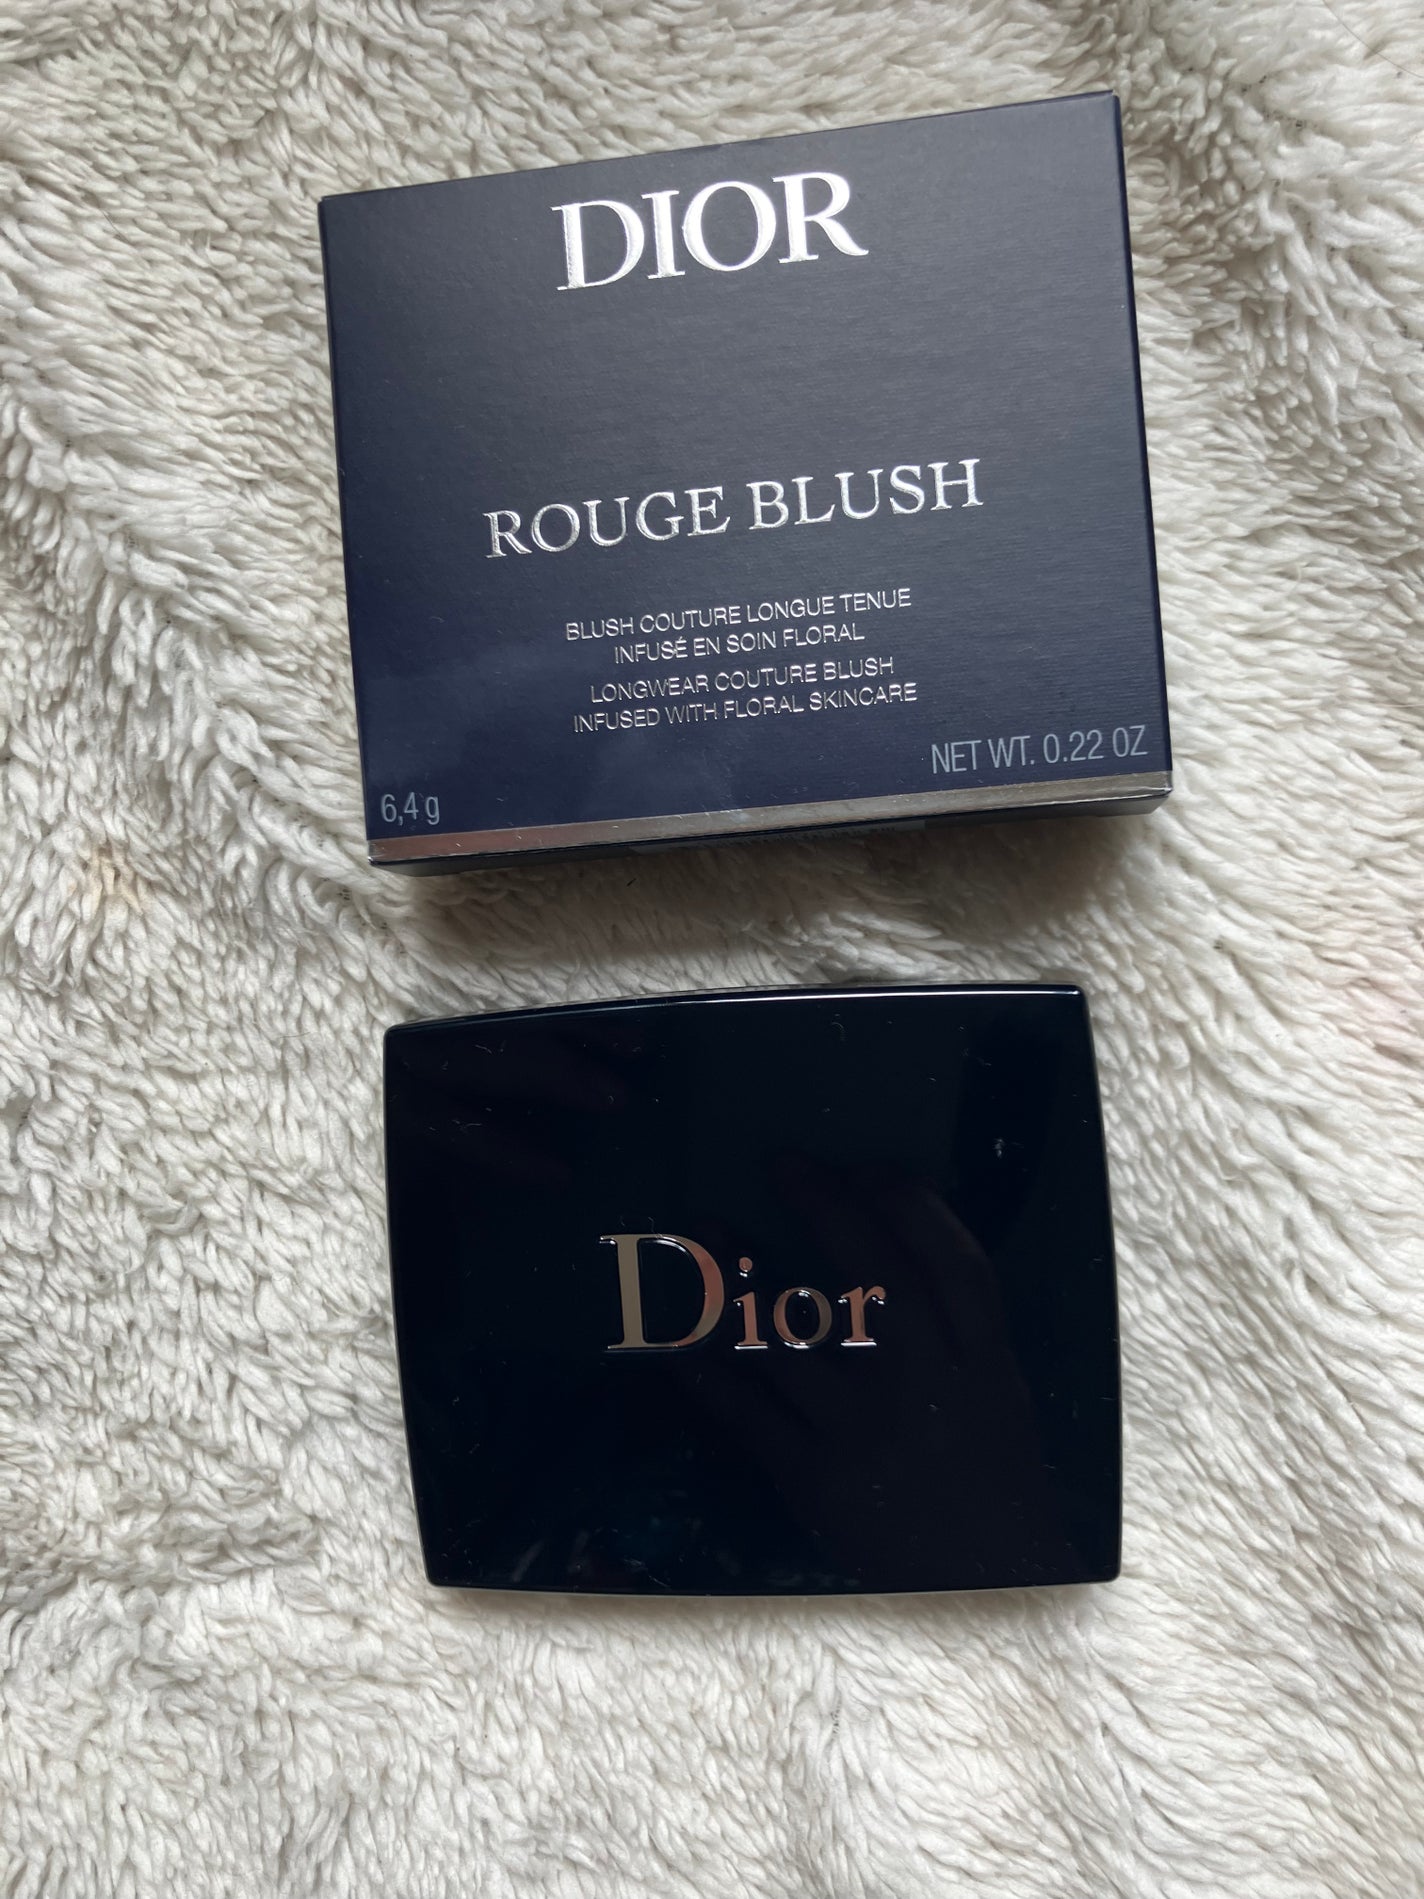 DIOR
ROUGE BLUSH
BLUSH COUTURE LONGUE TENUE
INFUSÉ EN SOIN FLORAL
LONGWEAR COUTURE BLUSH
INFUSED WITH FLORAL SKINCARE
6,4 g
NET WT. 0.22 OZ
Dior